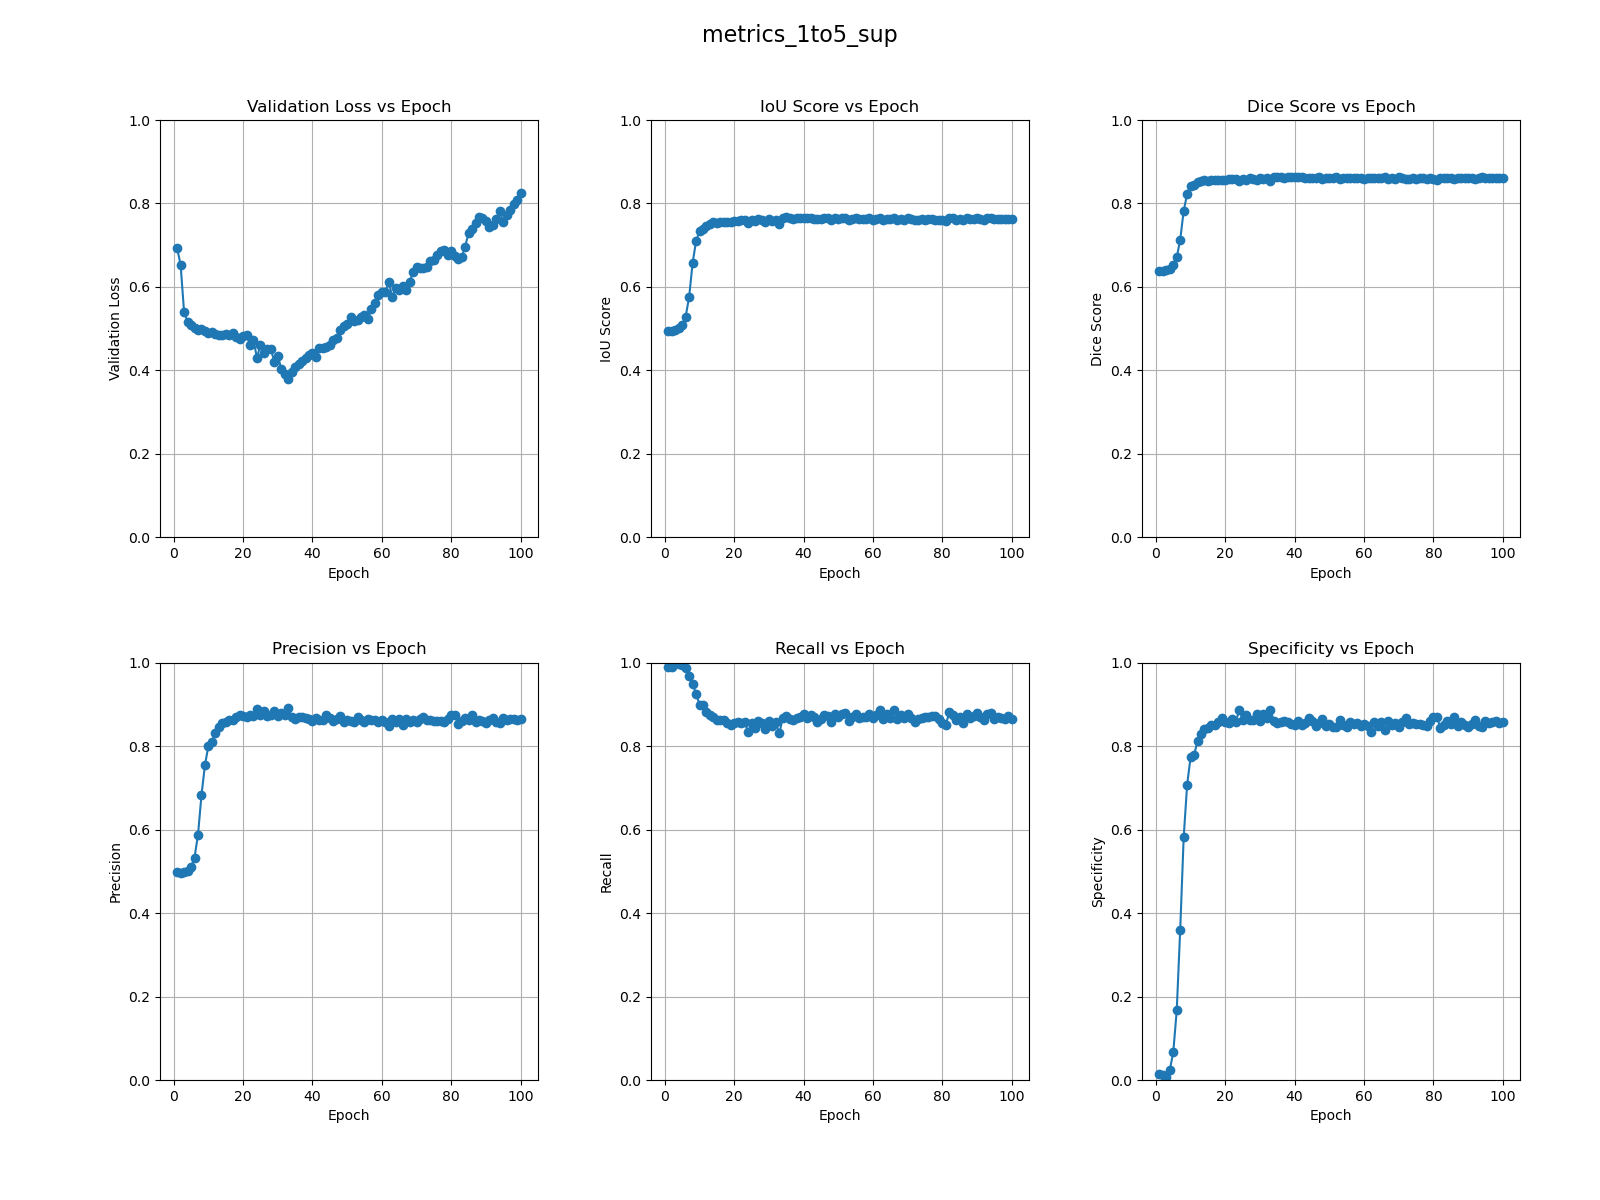 metrics_1to5_sup
Validation Loss vs Epoch
1.0
0.8
0.6
0.4
0.2
0.0
Validation Loss
0 20 40 60 80 100
Epoch
IoU Score vs Epoch
1.0
0.8
0.6
0.4
0.2
0.0
IoU Score
0 20 40 60 80 100
Epoch
Dice Score vs Epoch
1.0
0.8
0.6
0.4
0.2
0.0
Dice Score
0 20 40 60 80 100
Epoch
Precision vs Epoch
1.0
0.8
0.6
0.4
0.2
0.0
Precision
0 20 40 60 80 100
Epoch
Recall vs Epoch
1.0
0.8
0.6
0.4
0.2
0.0
Recall
0 20 40 60 80 100
Epoch
Specificity vs Epoch
1.0
0.8
0.6
0.4
0.2
0.0
Specificity
0 20 40 60 80 100
Epoch